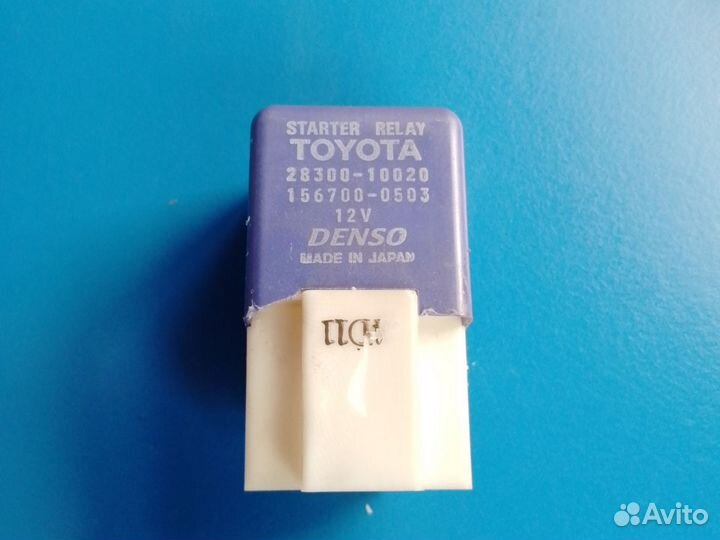 STARTER RELAY
TOYOTA
28300-10020
156700-0503
12V
DENSO
MADE IN JAPAN
Avito